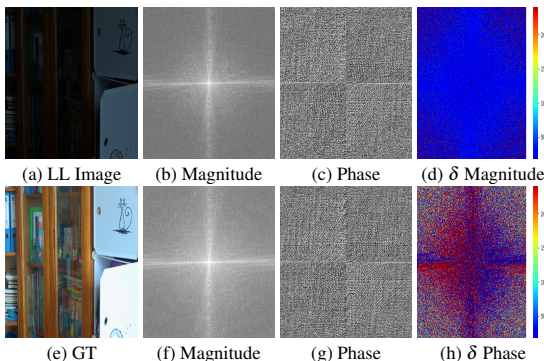 (a) LL Image (b) Magnitude (c) Phase (d) δ Magnitude
(e) GT (f) Magnitude (g) Phase (h) δ Phase